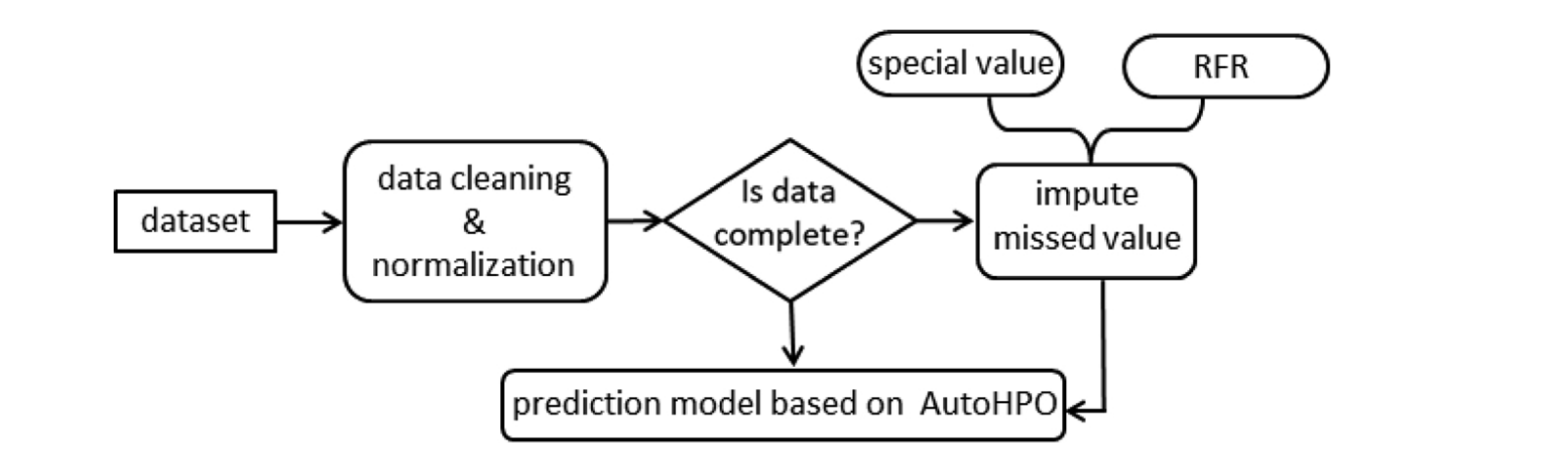 special value
RFR
dataset
data cleaning
&
normalization
Is data
complete?
impute
missed value
prediction model based on AutoHPO